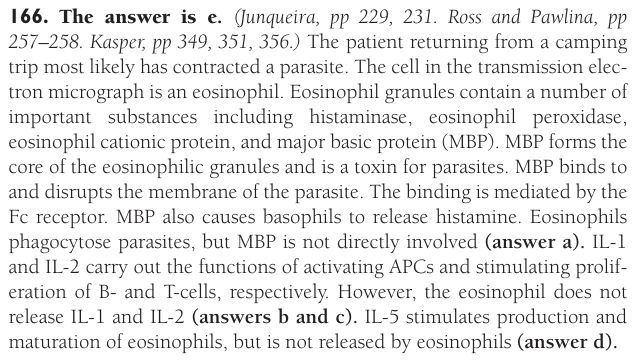 166. The answer is e. (Junqueira, pp 229, 231. Ross and Pawlina, pp
257–258. Kasper, pp 349, 351, 356.) The patient returning from a camping
trip most likely has contracted a parasite. The cell in the transmission elec-
tron micrograph is an eosinophil. Eosinophil granules contain a number of
important substances including histaminase, eosinophil peroxidase,
eosinophil cationic protein, and major basic protein (MBP). MBP forms the
core of the eosinophilic granules and is a toxin for parasites. MBP binds to
and disrupts the membrane of the parasite. The binding is mediated by the
Fc receptor. MBP also causes basophils to release histamine. Eosinophils
phagocytose parasites, but MBP is not directly involved (answer a). IL-1
and IL-2 carry out the functions of activating APCs and stimulating prolif-
eration of B- and T-cells, respectively. However, the eosinophil does not
release IL-1 and IL-2 (answers b and c). IL-5 stimulates production and
maturation of eosinophils, but is not released by eosinophils (answer d).